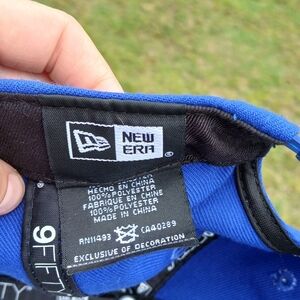 NEW
ERA
®
HECHO EN CHINA
100%POLYESTER
FABRIQUE EN CHINE
100%POLYESTER
MADE IN CHINA
RN11493 CA00289
EXCLUSIVE OF DECORATION
9FIFTY